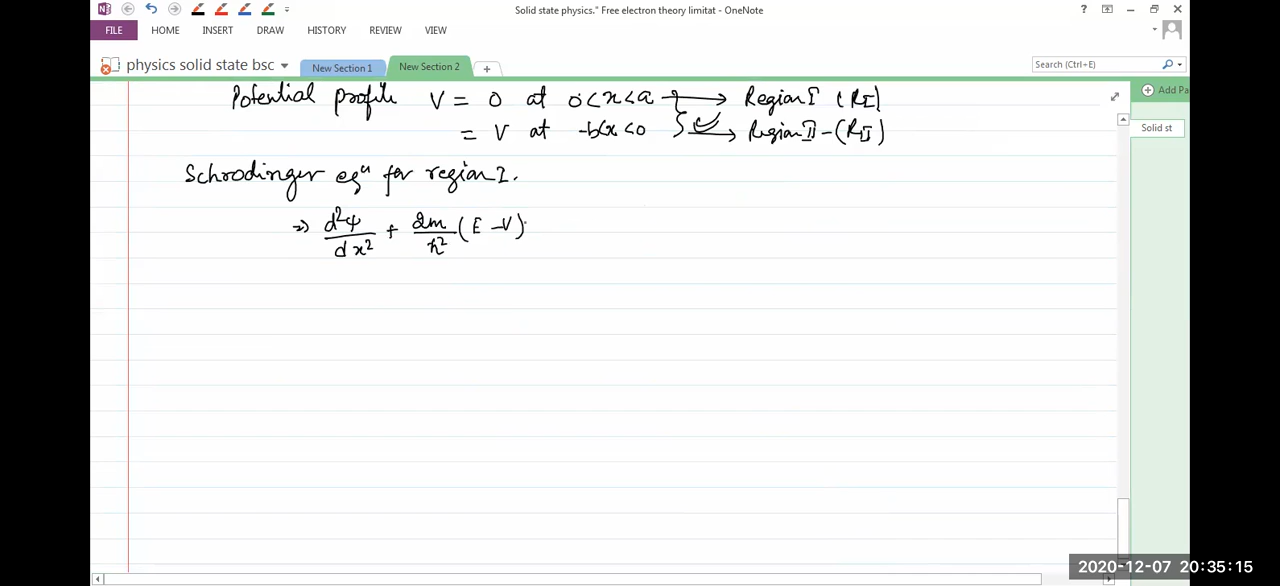 Solid state physics." Free electron theory limitat - OneNote
FILE HOME INSERT DRAW HISTORY REVIEW VIEW
physics solid state bsc New Section 1 New Section 2 +
Search (Ctrl+E)
Add Pa
Solid st
Potential profile V = 0 at 0<x<a → Region I (RI)
= V at -b<x<0 → Region II - (RII)
Schrodinger eqⁿ for region I.
⇒ d²ψ/dx² + 2m/ħ² (E - V)
2020-12-07 20:35:15